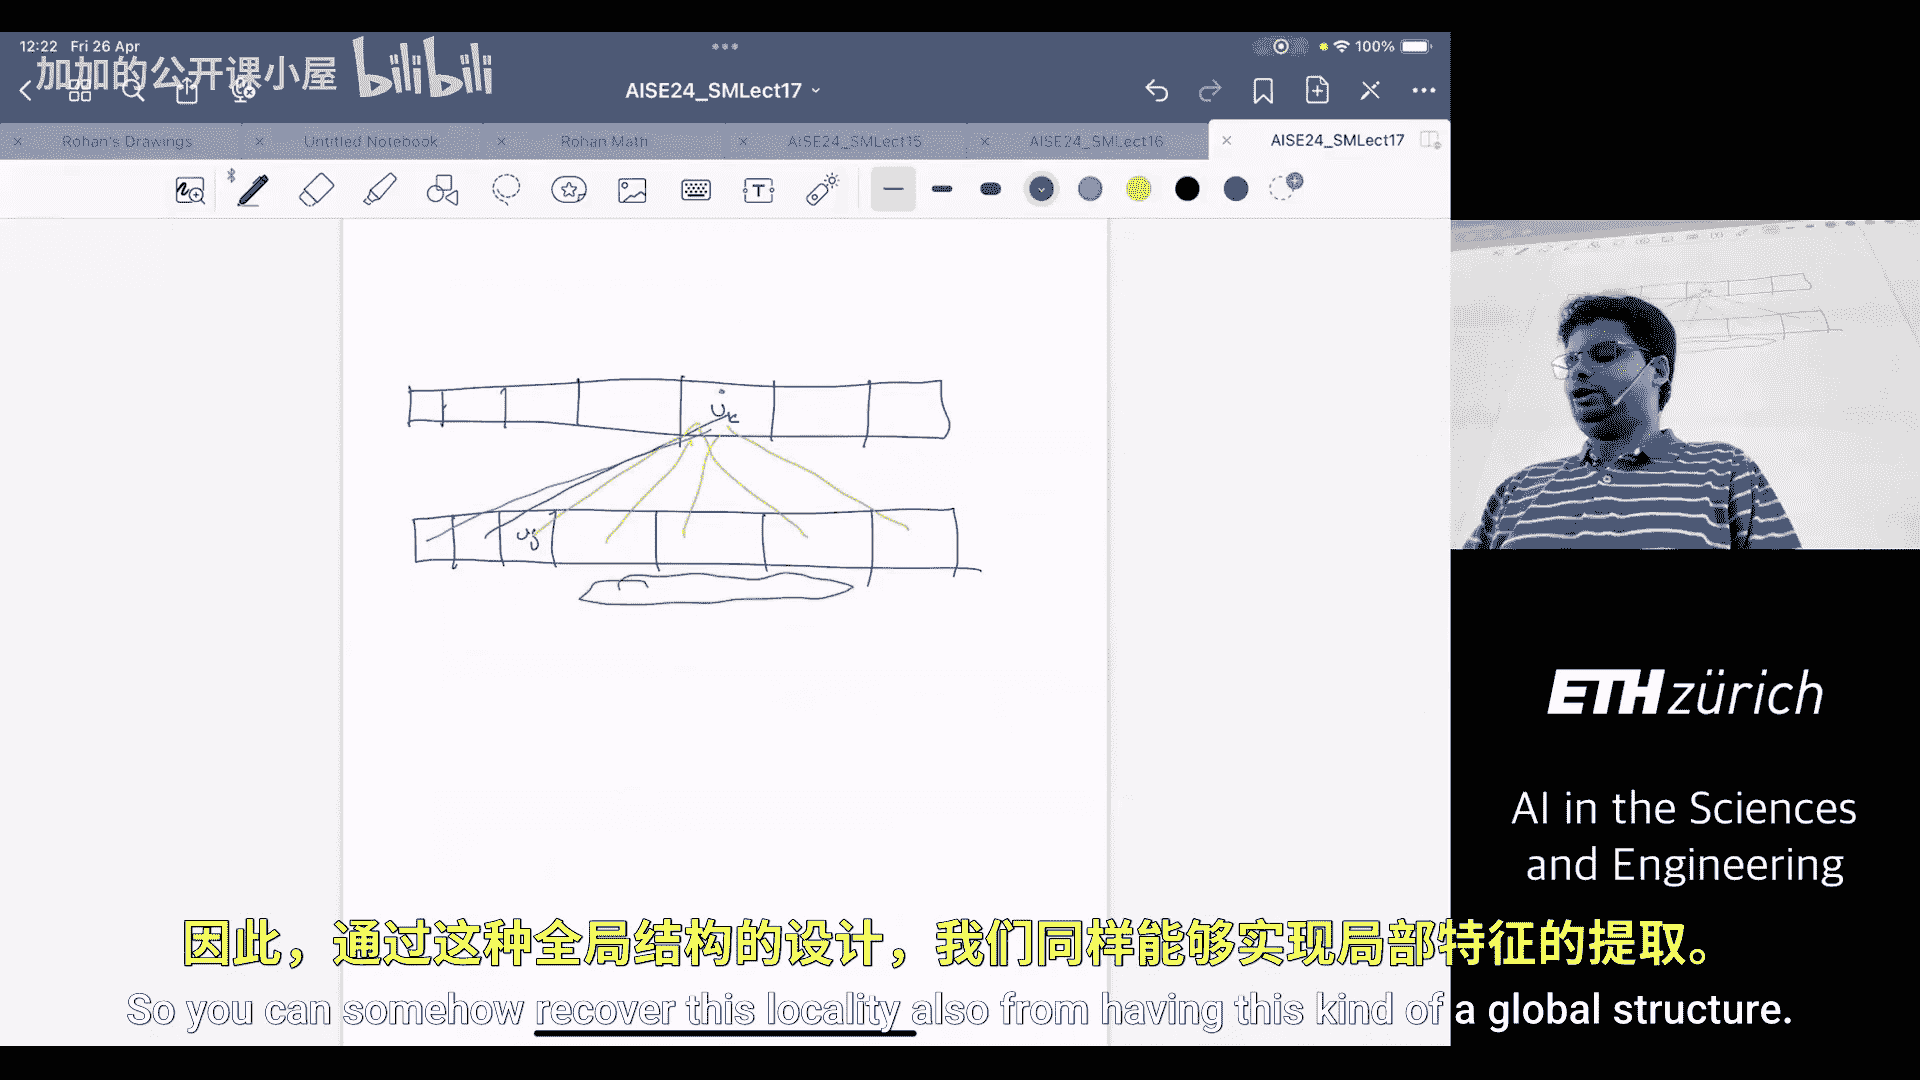 12:22 Fri 26 Apr
100%
加加的公开课小屋 bilibili
AISE24_SMLect17
Rohan's Drawings
Untitled Notebook
Rohan Math
AISE24_SMLect15
AISE24_SMLect16
AISE24_SMLect17
T
ETH zürich
AI in the Sciences
and Engineering
因此，通过这种全局结构的设计，我们同样能够实现局部特征的提取。
So you can somehow recover this locality also from having this kind of a global structure.